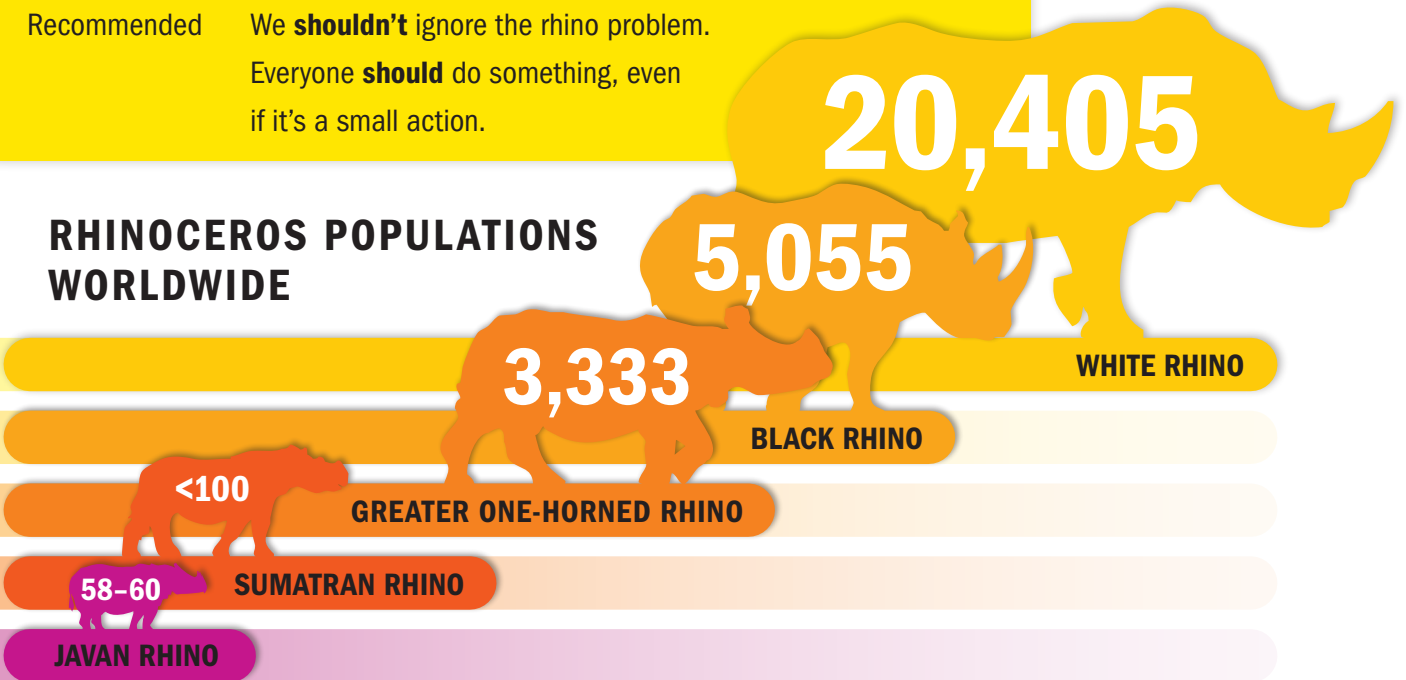 Recommended We shouldn't ignore the rhino problem.
Everyone should do something, even
if it's a small action.
RHINOCEROS POPULATIONS
WORLDWIDE
20,405
WHITE RHINO
5,055
BLACK RHINO
3,333
GREATER ONE-HORNED RHINO
<100
SUMATRAN RHINO
58–60
JAVAN RHINO